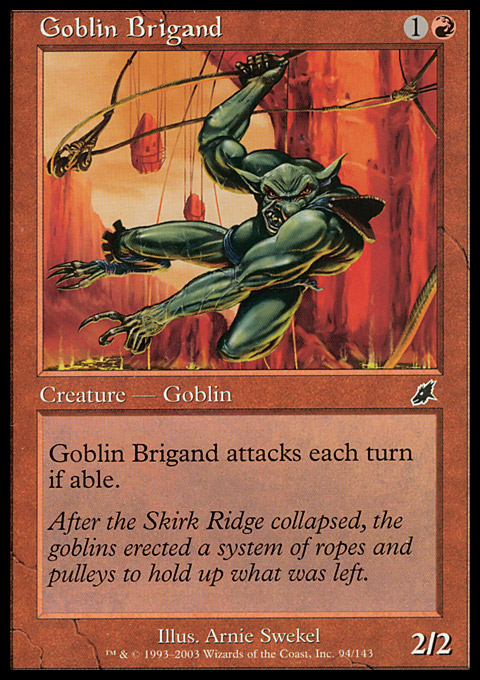 Goblin Brigand 1
Creature — Goblin
Goblin Brigand attacks each turn
if able.
After the Skirk Ridge collapsed, the
goblins erected a system of ropes and
pulleys to hold up what was left.
Illus. Arnie Swekel
™ & © 1993–2003 Wizards of the Coast, Inc. 94/143
2/2